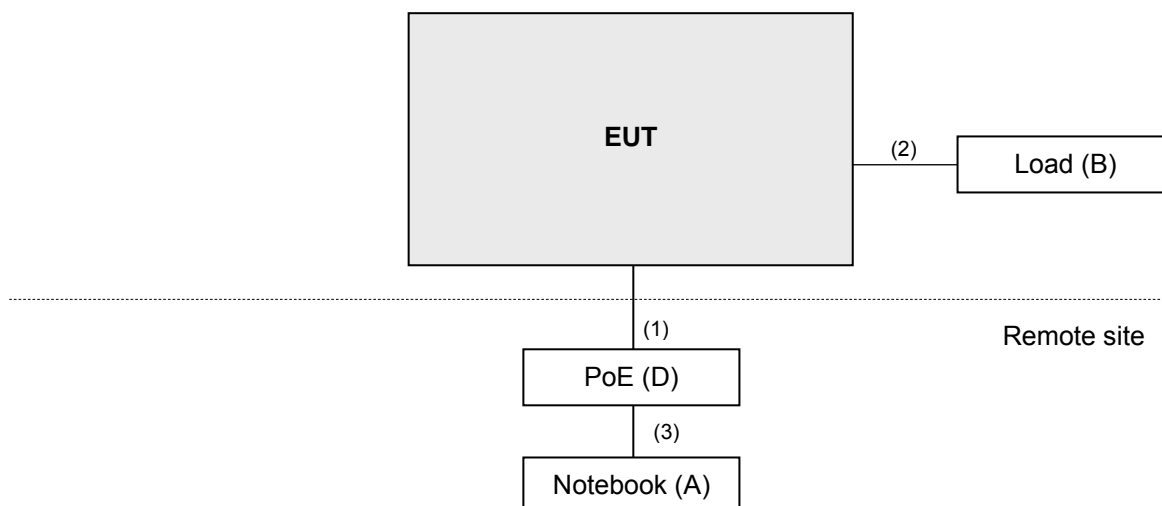 EUT
(2)
Load (B)
Remote site
(1)
PoE (D)
(3)
Notebook (A)